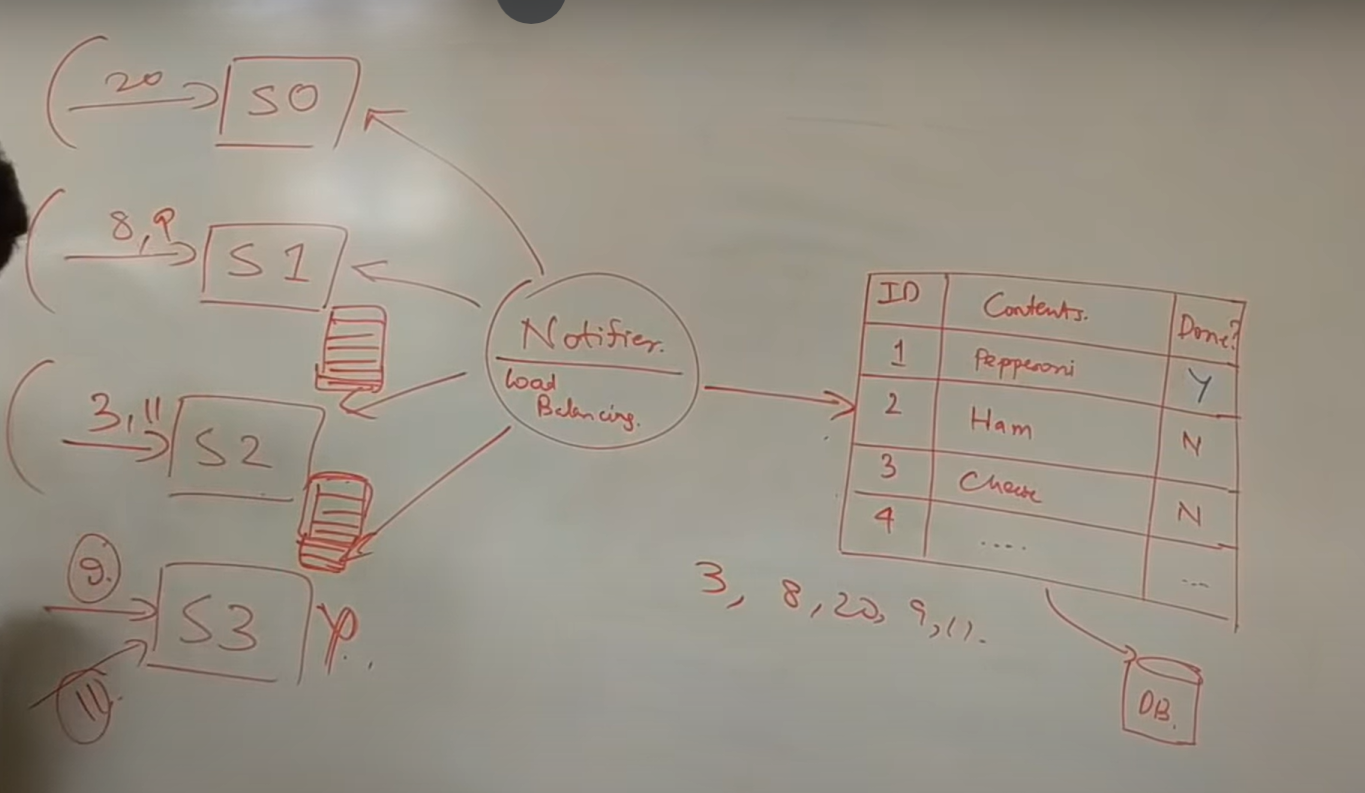 20
S0
8,9
S1
3,11
S2
9.
S3
11.
Notifier.
Load
Balancing.
ID Contents. Done?
1 Pepperoni Y
2 Ham N
3 Cheese N
4 .... ...
3, 8, 20, 9, 11.
DB.